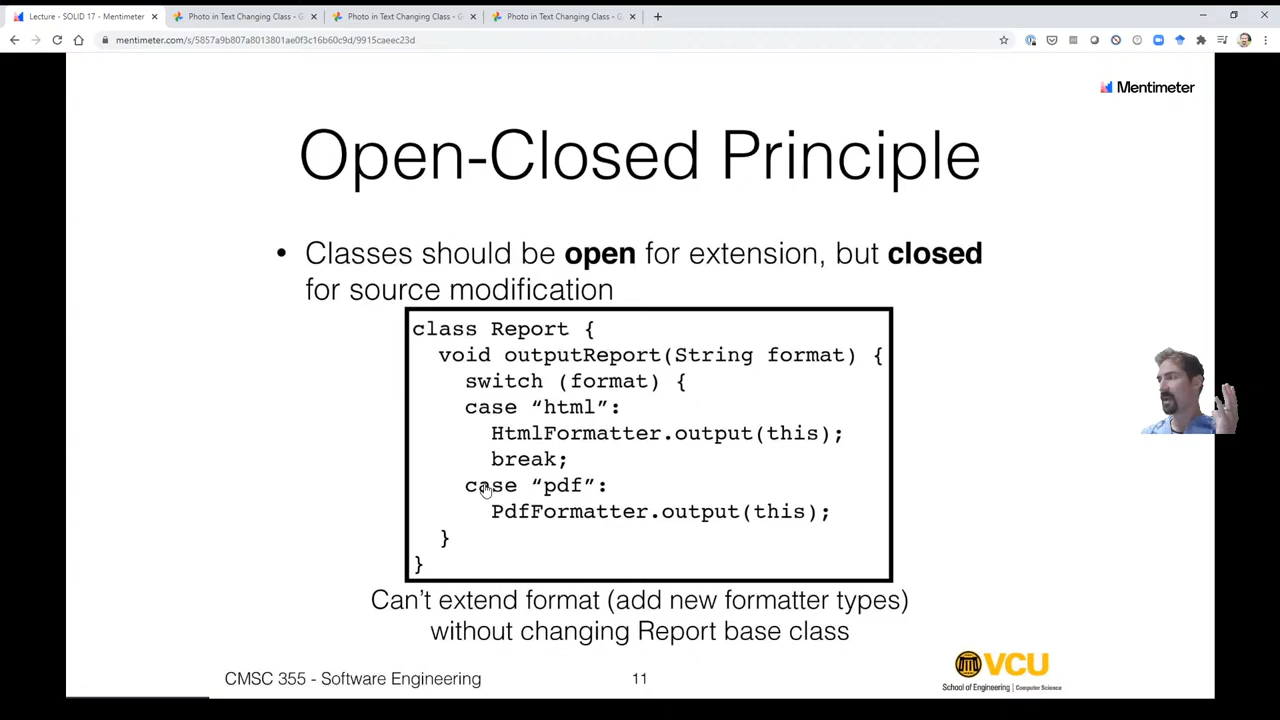 Lecture - SOLID 17 - Mentimeter
Photo in Text Changing Class - G
Photo in Text Changing Class - G
Photo in Text Changing Class - G
mentimeter.com/s/5857a9b807a8013801ae0f3c16b60c9d/9915caeec23d
Mentimeter
Open-Closed Principle
• Classes should be open for extension, but closed
for source modification
class Report {
void outputReport(String format) {
switch (format) {
case “html”:
HtmlFormatter.output(this);
break;
case “pdf”:
PdfFormatter.output(this);
}
}
Can’t extend format (add new formatter types)
without changing Report base class
CMSC 355 - Software Engineering
11
VCU
School of Engineering | Computer Science